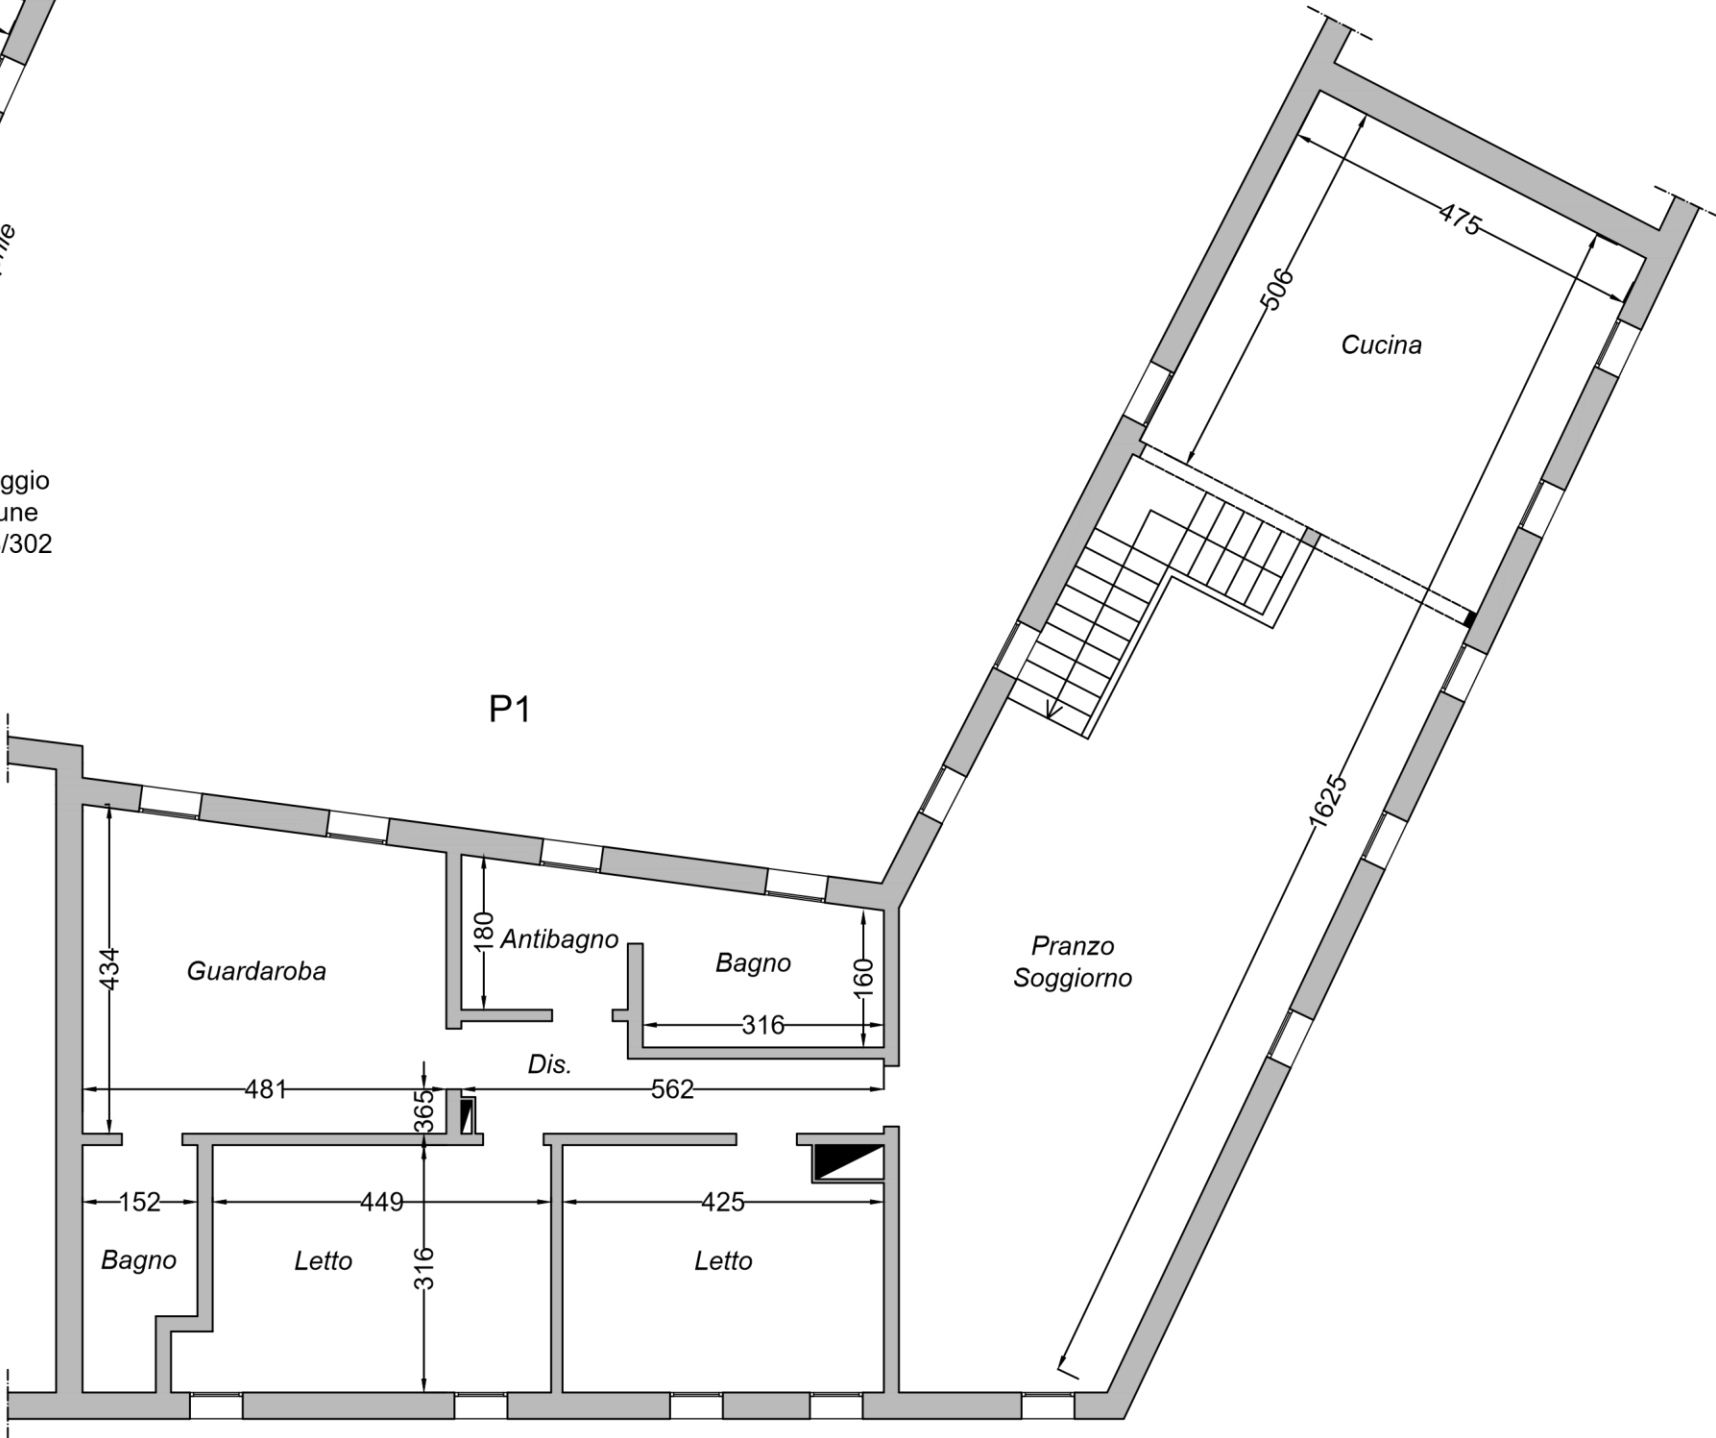 475
506
Cucina
ggio
une
/302
P1
1625
180
Antibagno
434
Guardaroba
Bagno
160
Pranzo
Soggiorno
316
Dis.
481
365
562
152
449
425
Bagno
Letto
316
Letto